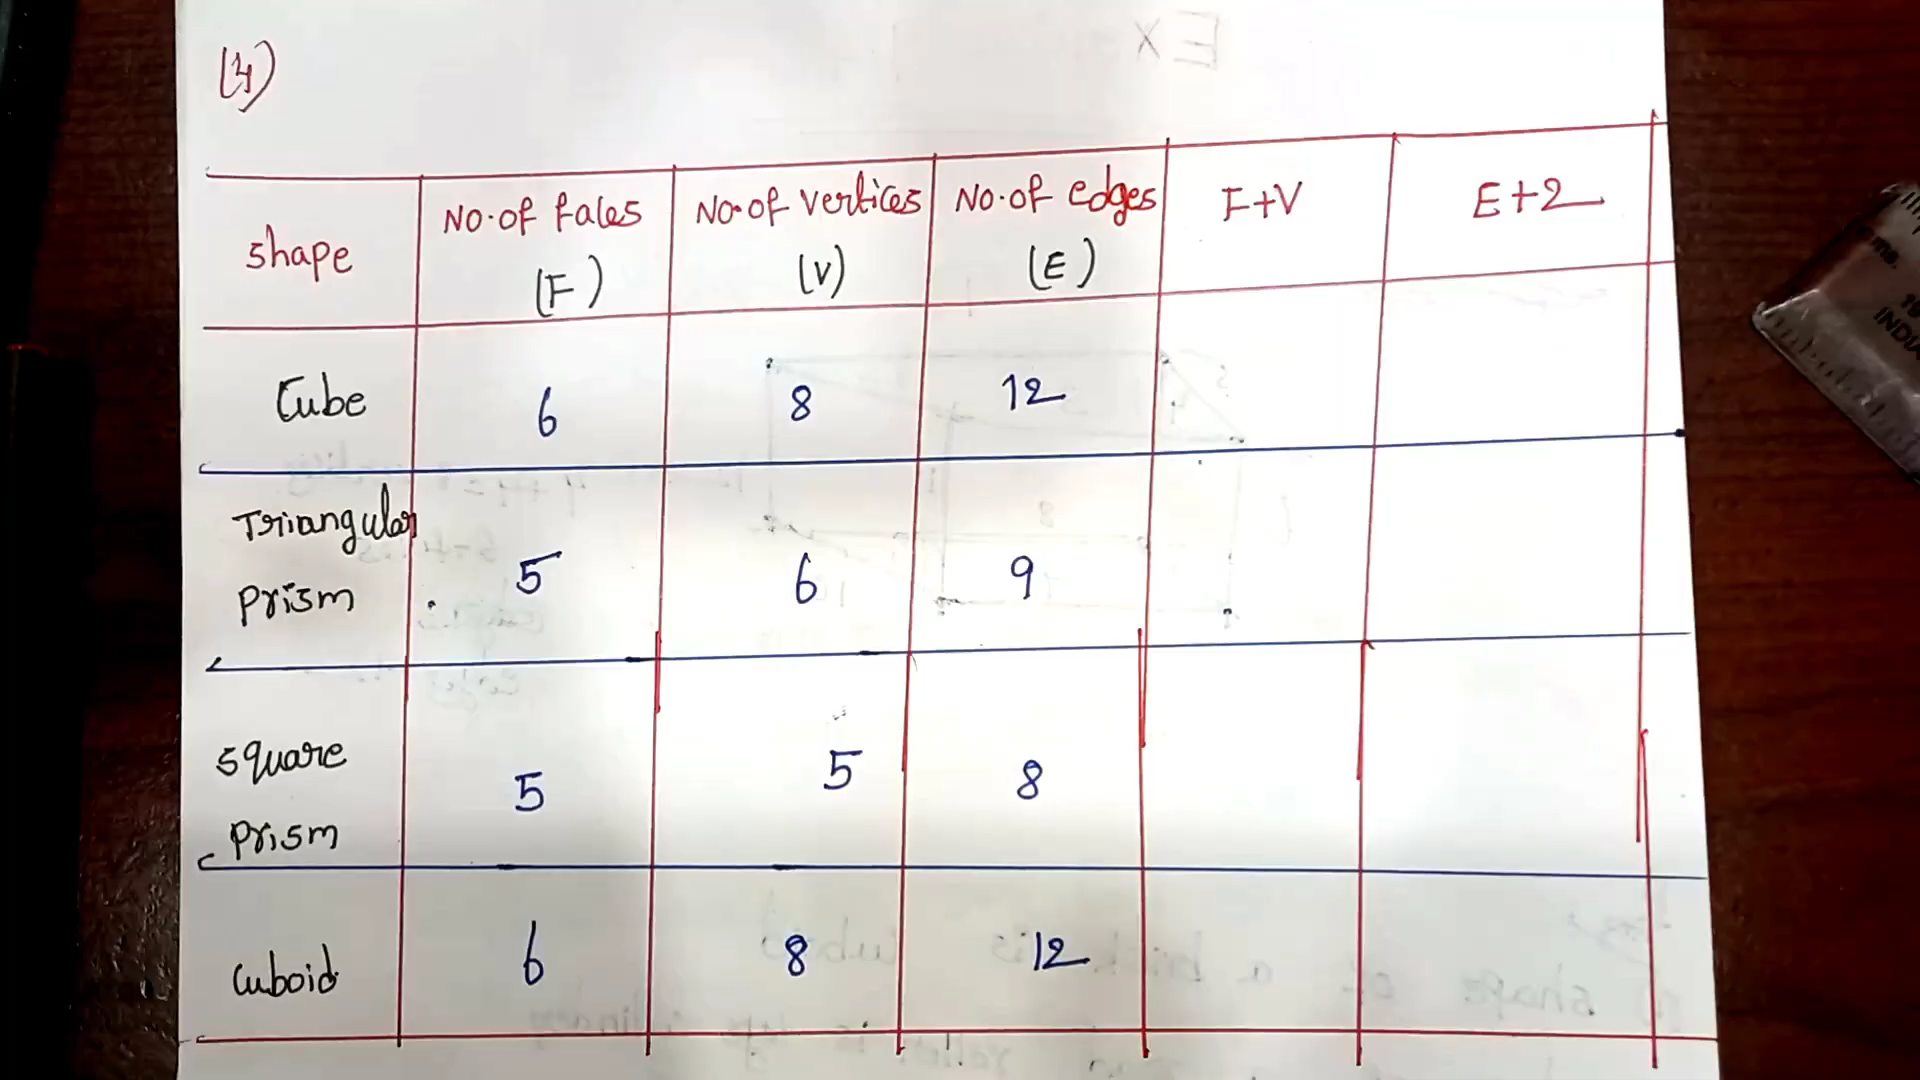 (4)
shape No.of faces (F) No.of vertices (V) No.of edges (E) F+V E+2
Cube 6 8 12
Triangular prism 5 6 9
square prism 5 5 8
cuboid 6 8 12
INDIA